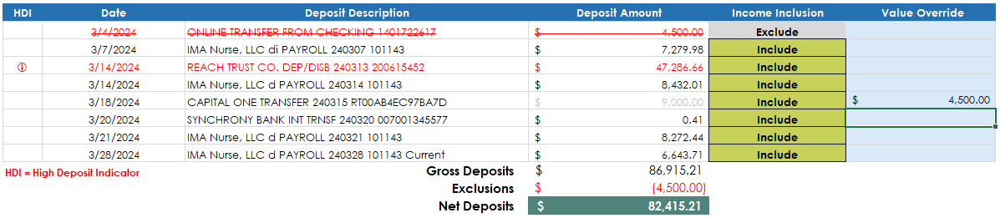 HDI Date Deposit Description Deposit Amount Income Inclusion Value Override
3/4/2024 ONLINE TRANSFER FROM CHECKING 1401722617 $ 4,500.00 Exclude
3/7/2024 IMA Nurse, LLC di PAYROLL 240307 101143 $ 7,279.98 Include
3/14/2024 REACH TRUST CO. DEP/DISB 240313 200615452 $ 47,286.66 Include
3/14/2024 IMA Nurse, LLC d PAYROLL 240314 101143 $ 8,432.01 Include
3/18/2024 CAPITAL ONE TRANSFER 240315 RT00AB4EC97BA7D $ 9,000.00 Include $ 4,500.00
3/20/2024 SYNCHRONY BANK INT TRNSF 240320 007001345577 $ 0.41 Include
3/21/2024 IMA Nurse, LLC d PAYROLL 240321 101143 $ 8,272.44 Include
3/28/2024 IMA Nurse, LLC d PAYROLL 240328 101143 Current $ 6,643.71 Include
HDI = High Deposit Indicator Gross Deposits $ 86,915.21
Exclusions $ (4,500.00)
Net Deposits $ 82,415.21